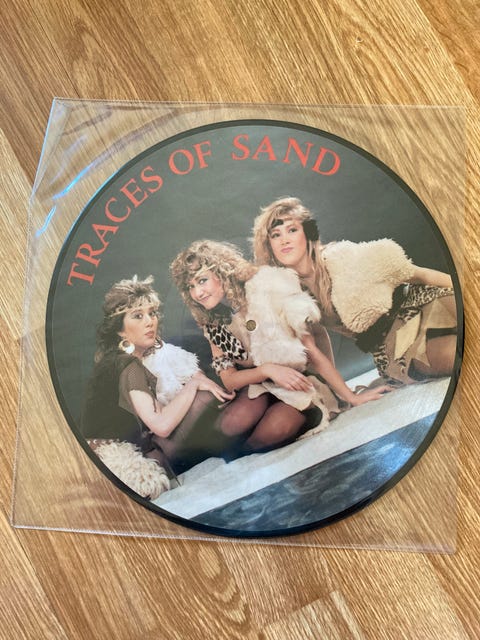 TRACES OF SAND